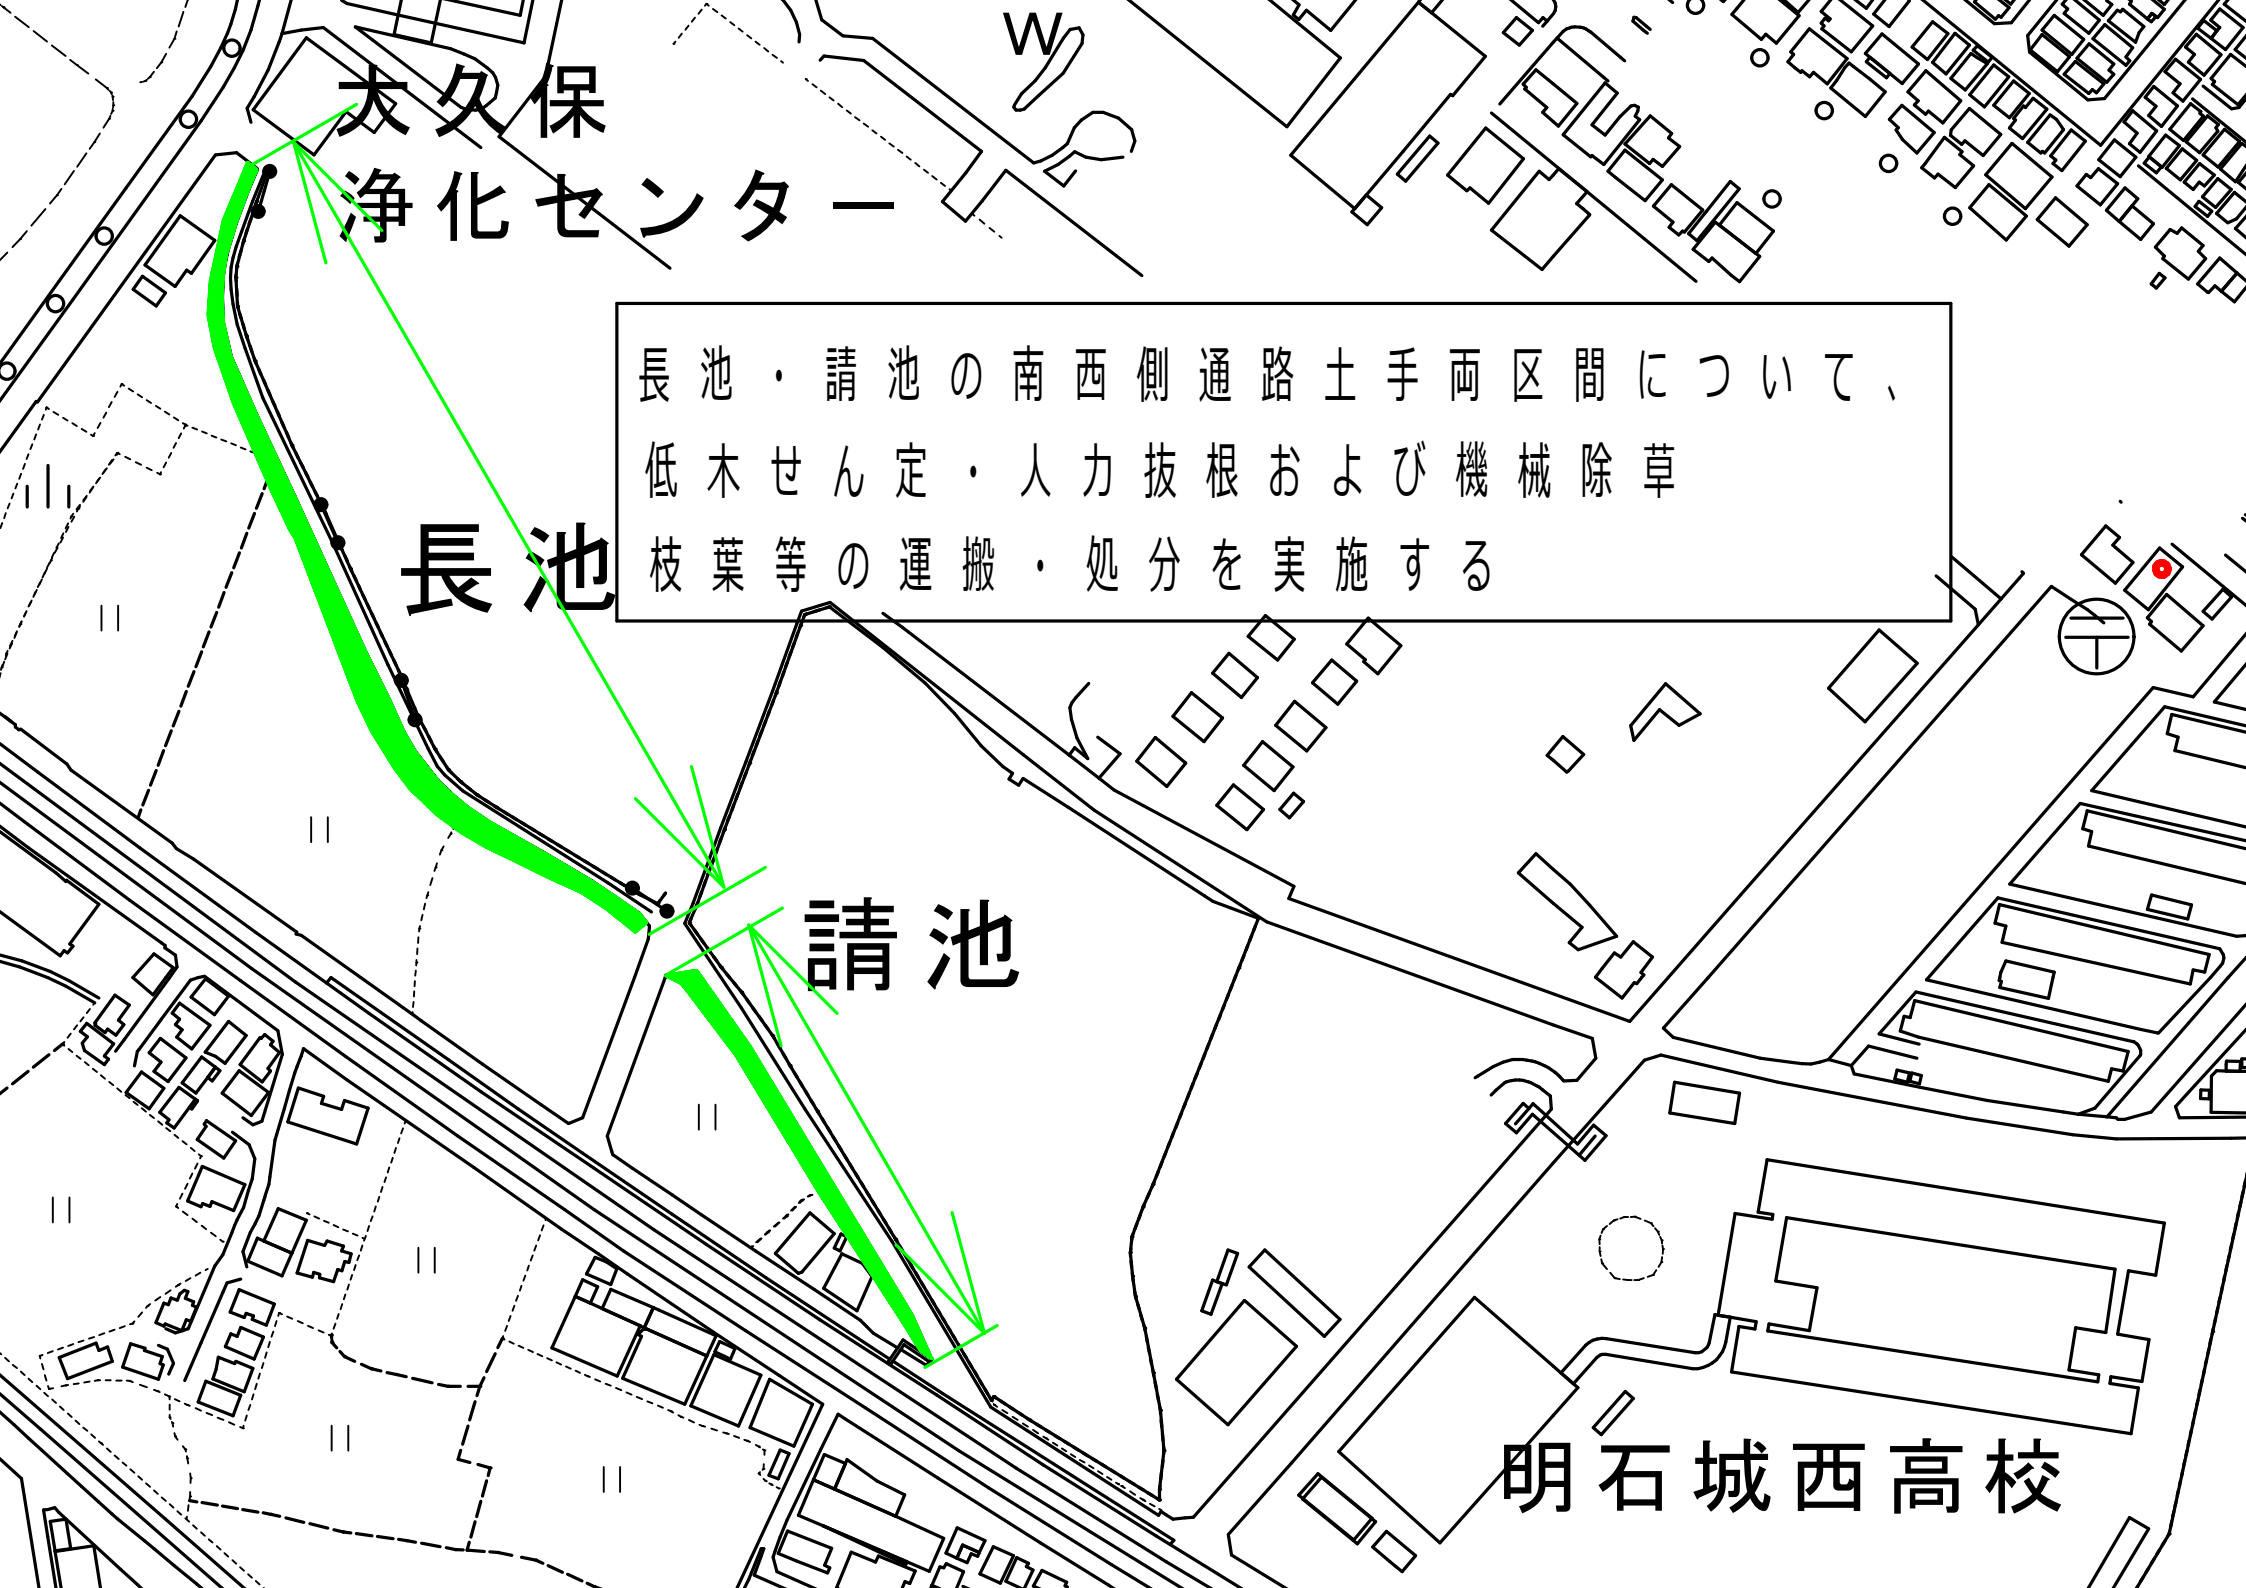 W
大久保
浄化センター
長池・請池の南西側通路土手両区間について、
低木せん定・人力抜根および機械除草
枝葉等の運搬・処分を実施する
長池
請池
明石城西高校